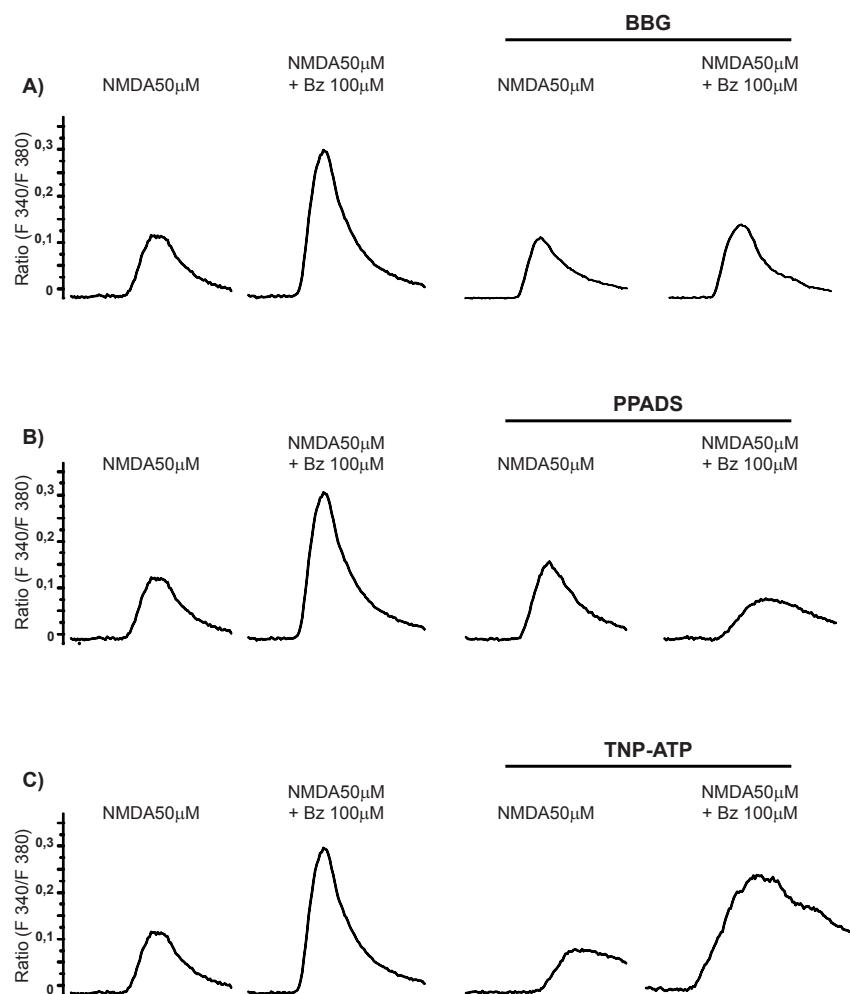 BBG
A)
NMDA50μM
NMDA50μM
+ Bz 100μM
NMDA50μM
NMDA50μM
+ Bz 100μM
Ratio (F 340/F 380)
0,3
0,2
0,1
0
PPADS
B)
NMDA50μM
NMDA50μM
+ Bz 100μM
NMDA50μM
NMDA50μM
+ Bz 100μM
Ratio (F 340/F 380)
0,3
0,2
0,1
0
TNP-ATP
C)
NMDA50μM
NMDA50μM
+ Bz 100μM
NMDA50μM
NMDA50μM
+ Bz 100μM
Ratio (F 340/F 380)
0,3
0,2
0,1
0